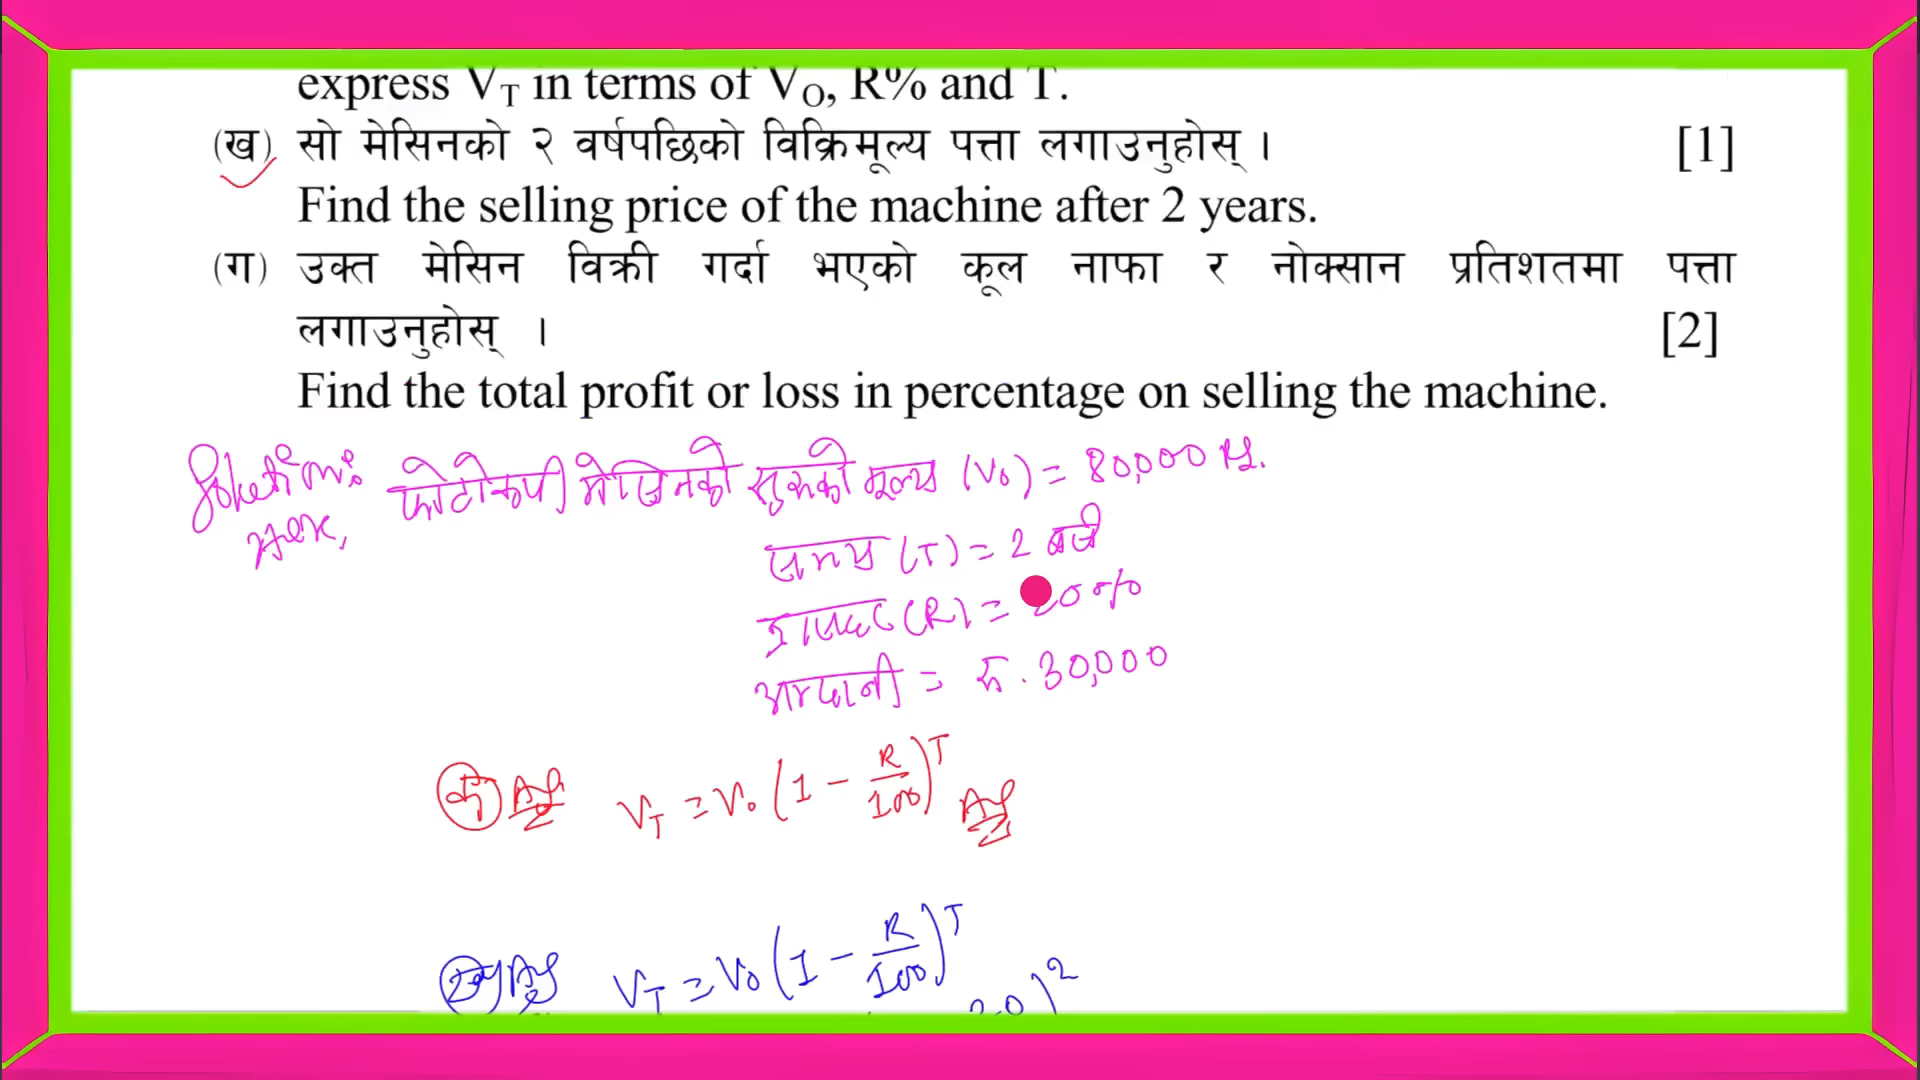 express V_T in terms of V_O, R% and T.
(ख) सो मेसिनको २ वर्षपछिको विक्रिमूल्य पत्ता लगाउनुहोस् । [1]
Find the selling price of the machine after 2 years.
(ग) उक्त मेसिन विक्री गर्दा भएको कूल नाफा र नोक्सान प्रतिशतमा पत्ता
लगाउनुहोस् । [2]
Find the total profit or loss in percentage on selling the machine.
Solution: फोटोकपी मेसिनको सुरुको मूल्य (V₀) = 80,000 Rs.
समय (T) = 2 वर्ष
(R) = 20%
आम्दानी = रु. 30,000
(क) Ans V_T = V₀ (1 - R/100)^T Ans
(ख) Ans V_T = V₀ (1 - R/100)^T
20)²